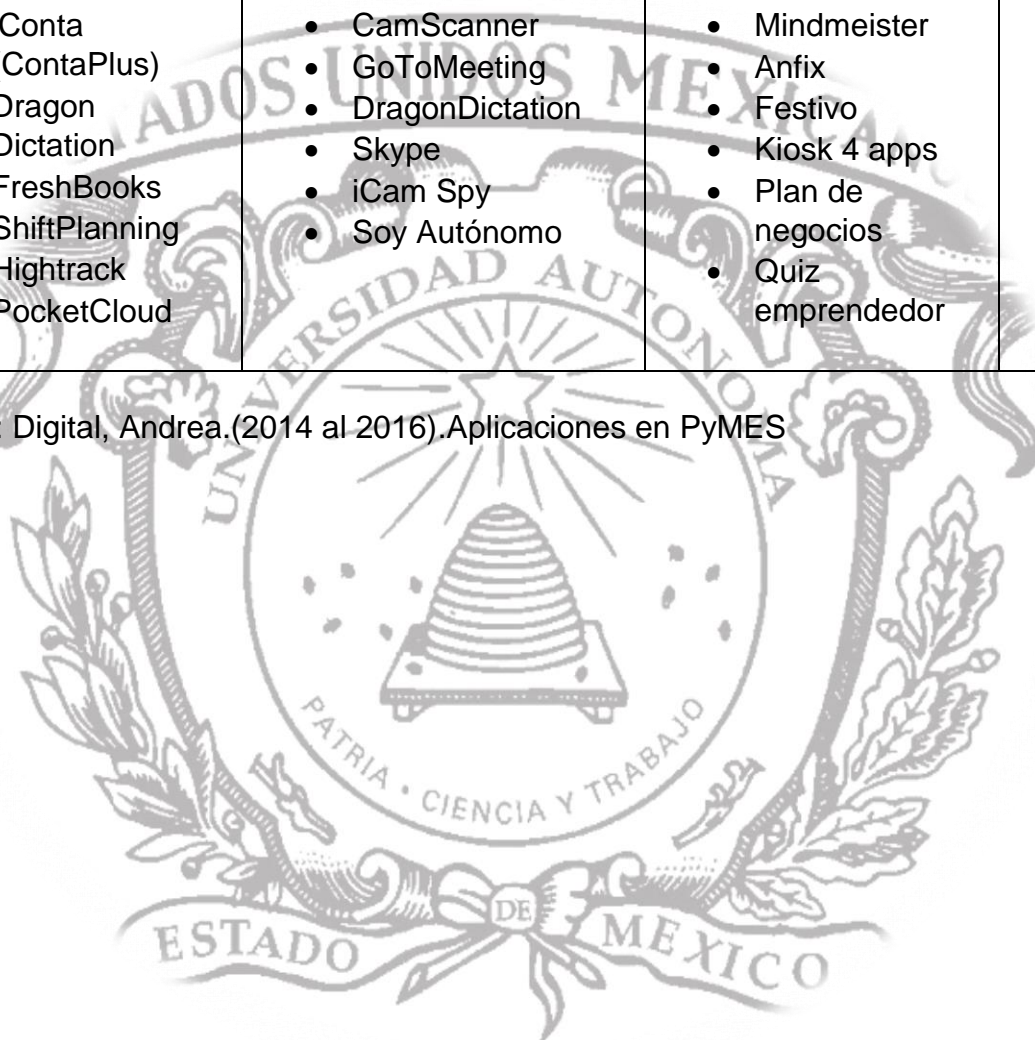 Conta
ContaPlus)
Dragon
Dictation
FreshBooks
ShiftPlanning
Hightrack
PocketCloud
• CamScanner
• GoToMeeting
• DragonDictation
• Skype
• iCam Spy
• Soy Autónomo
• Mindmeister
• Anfix
• Festivo
• Kiosk 4 apps
• Plan de
negocios
• Quiz
emprendedor
: Digital, Andrea.(2014 al 2016).Aplicaciones en PyMES
UNIDOS
UNIVERSIDAD AUTONOMA
PATRIA • CIENCIA Y TRABAJO
ESTADO DE MEXICO